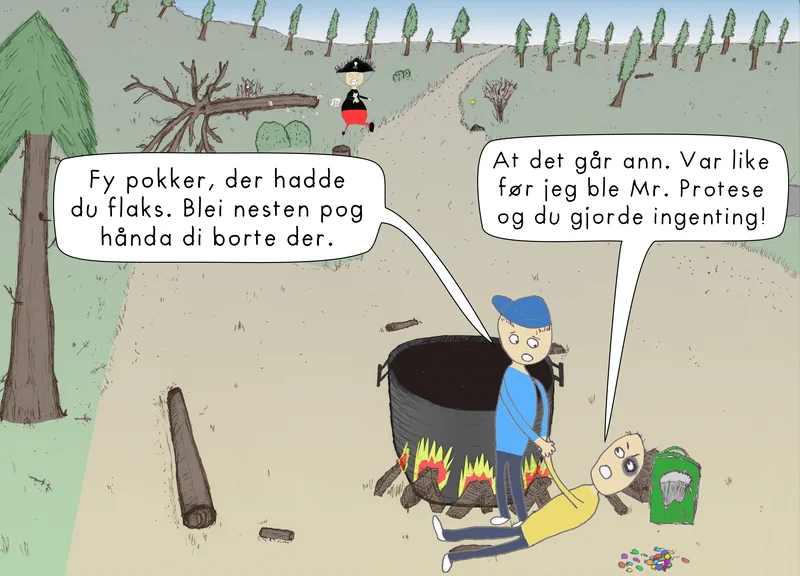 Fy pokker, der hadde
du flaks. Blei nesten pog
hånda di borte der.
At det går ann. Var like
før jeg ble Mr. Protese
og du gjorde ingenting!